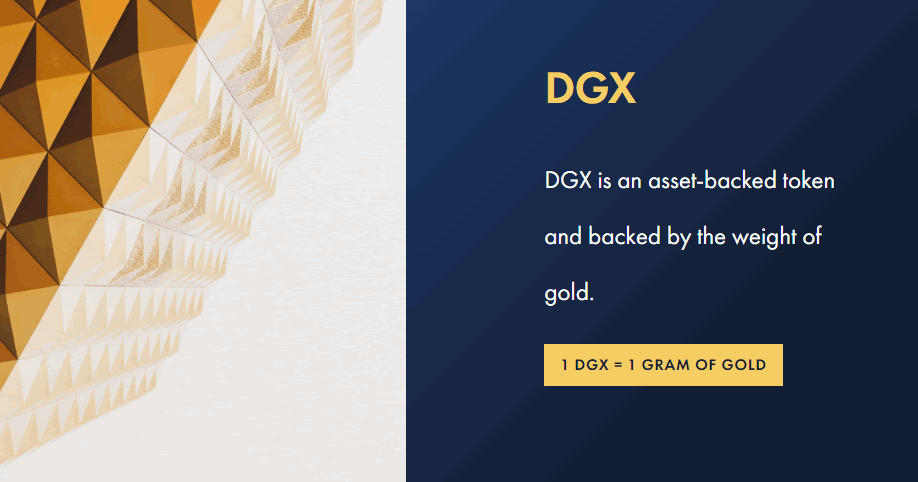 DGX
DGX is an asset-backed token
and backed by the weight of
gold.
1 DGX = 1 GRAM OF GOLD